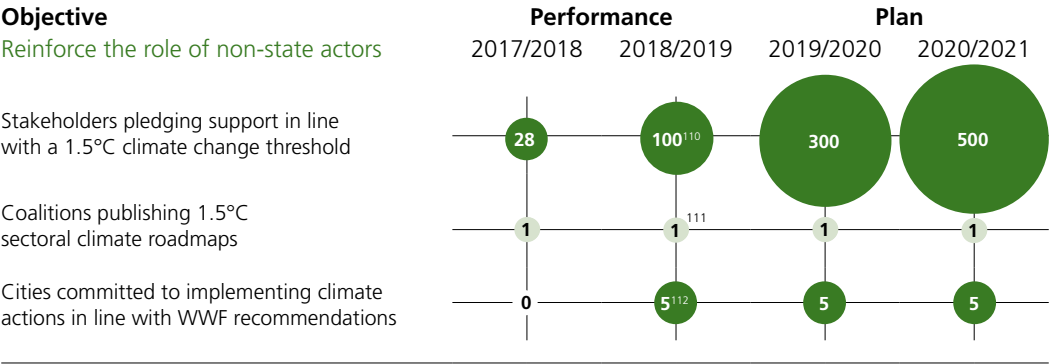 Objective Performance Plan
Reinforce the role of non-state actors 2017/2018 2018/2019 2019/2020 2020/2021
Stakeholders pledging support in line
with a 1.5°C climate change threshold
28 100¹¹⁰ 300 500
Coalitions publishing 1.5°C
sectoral climate roadmaps
1 1¹¹¹ 1 1
Cities committed to implementing climate
actions in line with WWF recommendations
0 5¹¹² 5 5